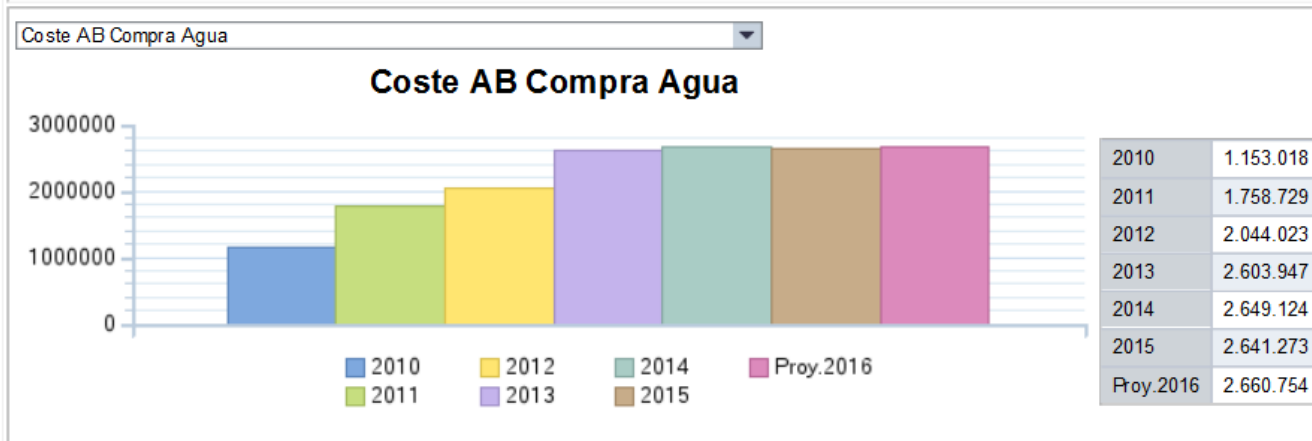 Coste AB Compra Agua
Coste AB Compra Agua
3000000
2000000
1000000
0
2010 2012 2014 Proy.2016
2011 2013 2015
2010 1.153.018
2011 1.758.729
2012 2.044.023
2013 2.603.947
2014 2.649.124
2015 2.641.273
Proy.2016 2.660.754